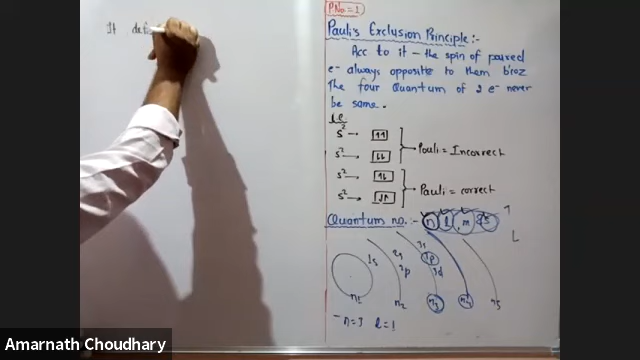 It def
P.No = 1
Pauli's Exclusion Principle :-
Acc to it - the spin of paired
e- always opposite to them b'coz
The four Quantum of 2 e- never
be same.
ie
s² → ↿↿
s² → ⇂⇂
Pauli = Incorrect
s² → ↿⇂
s² → ⇂↿
Pauli = correct
Quantum no. :- n l m s
1s
2s
2p
3s
3p
3d
n1
n2
n3
n4
n5
n=3 l=1
Amarnath Choudhary